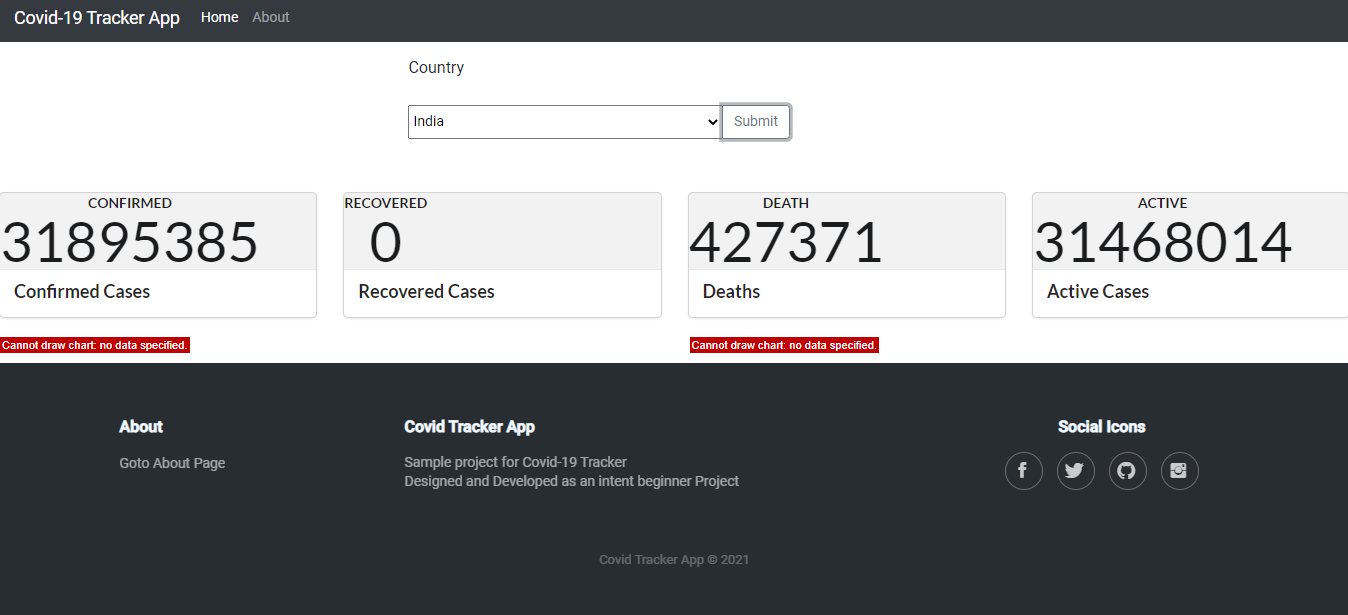 Covid-19 Tracker App Home About
Country
India Submit
CONFIRMED RECOVERED DEATH ACTIVE
31895385 0 427371 31468014
Confirmed Cases Recovered Cases Deaths Active Cases
Cannot draw chart: no data specified. Cannot draw chart: no data specified.
About Covid Tracker App Social Icons
Goto About Page Sample project for Covid-19 Tracker
Designed and Developed as an intent beginner Project
Covid Tracker App © 2021